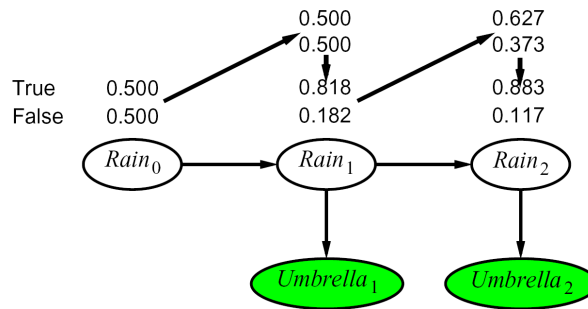 0.500 0.627
0.500 0.373
True 0.500 0.818 0.883
False 0.500 0.182 0.117
Rain0 Rain1 Rain2
Umbrella1 Umbrella2